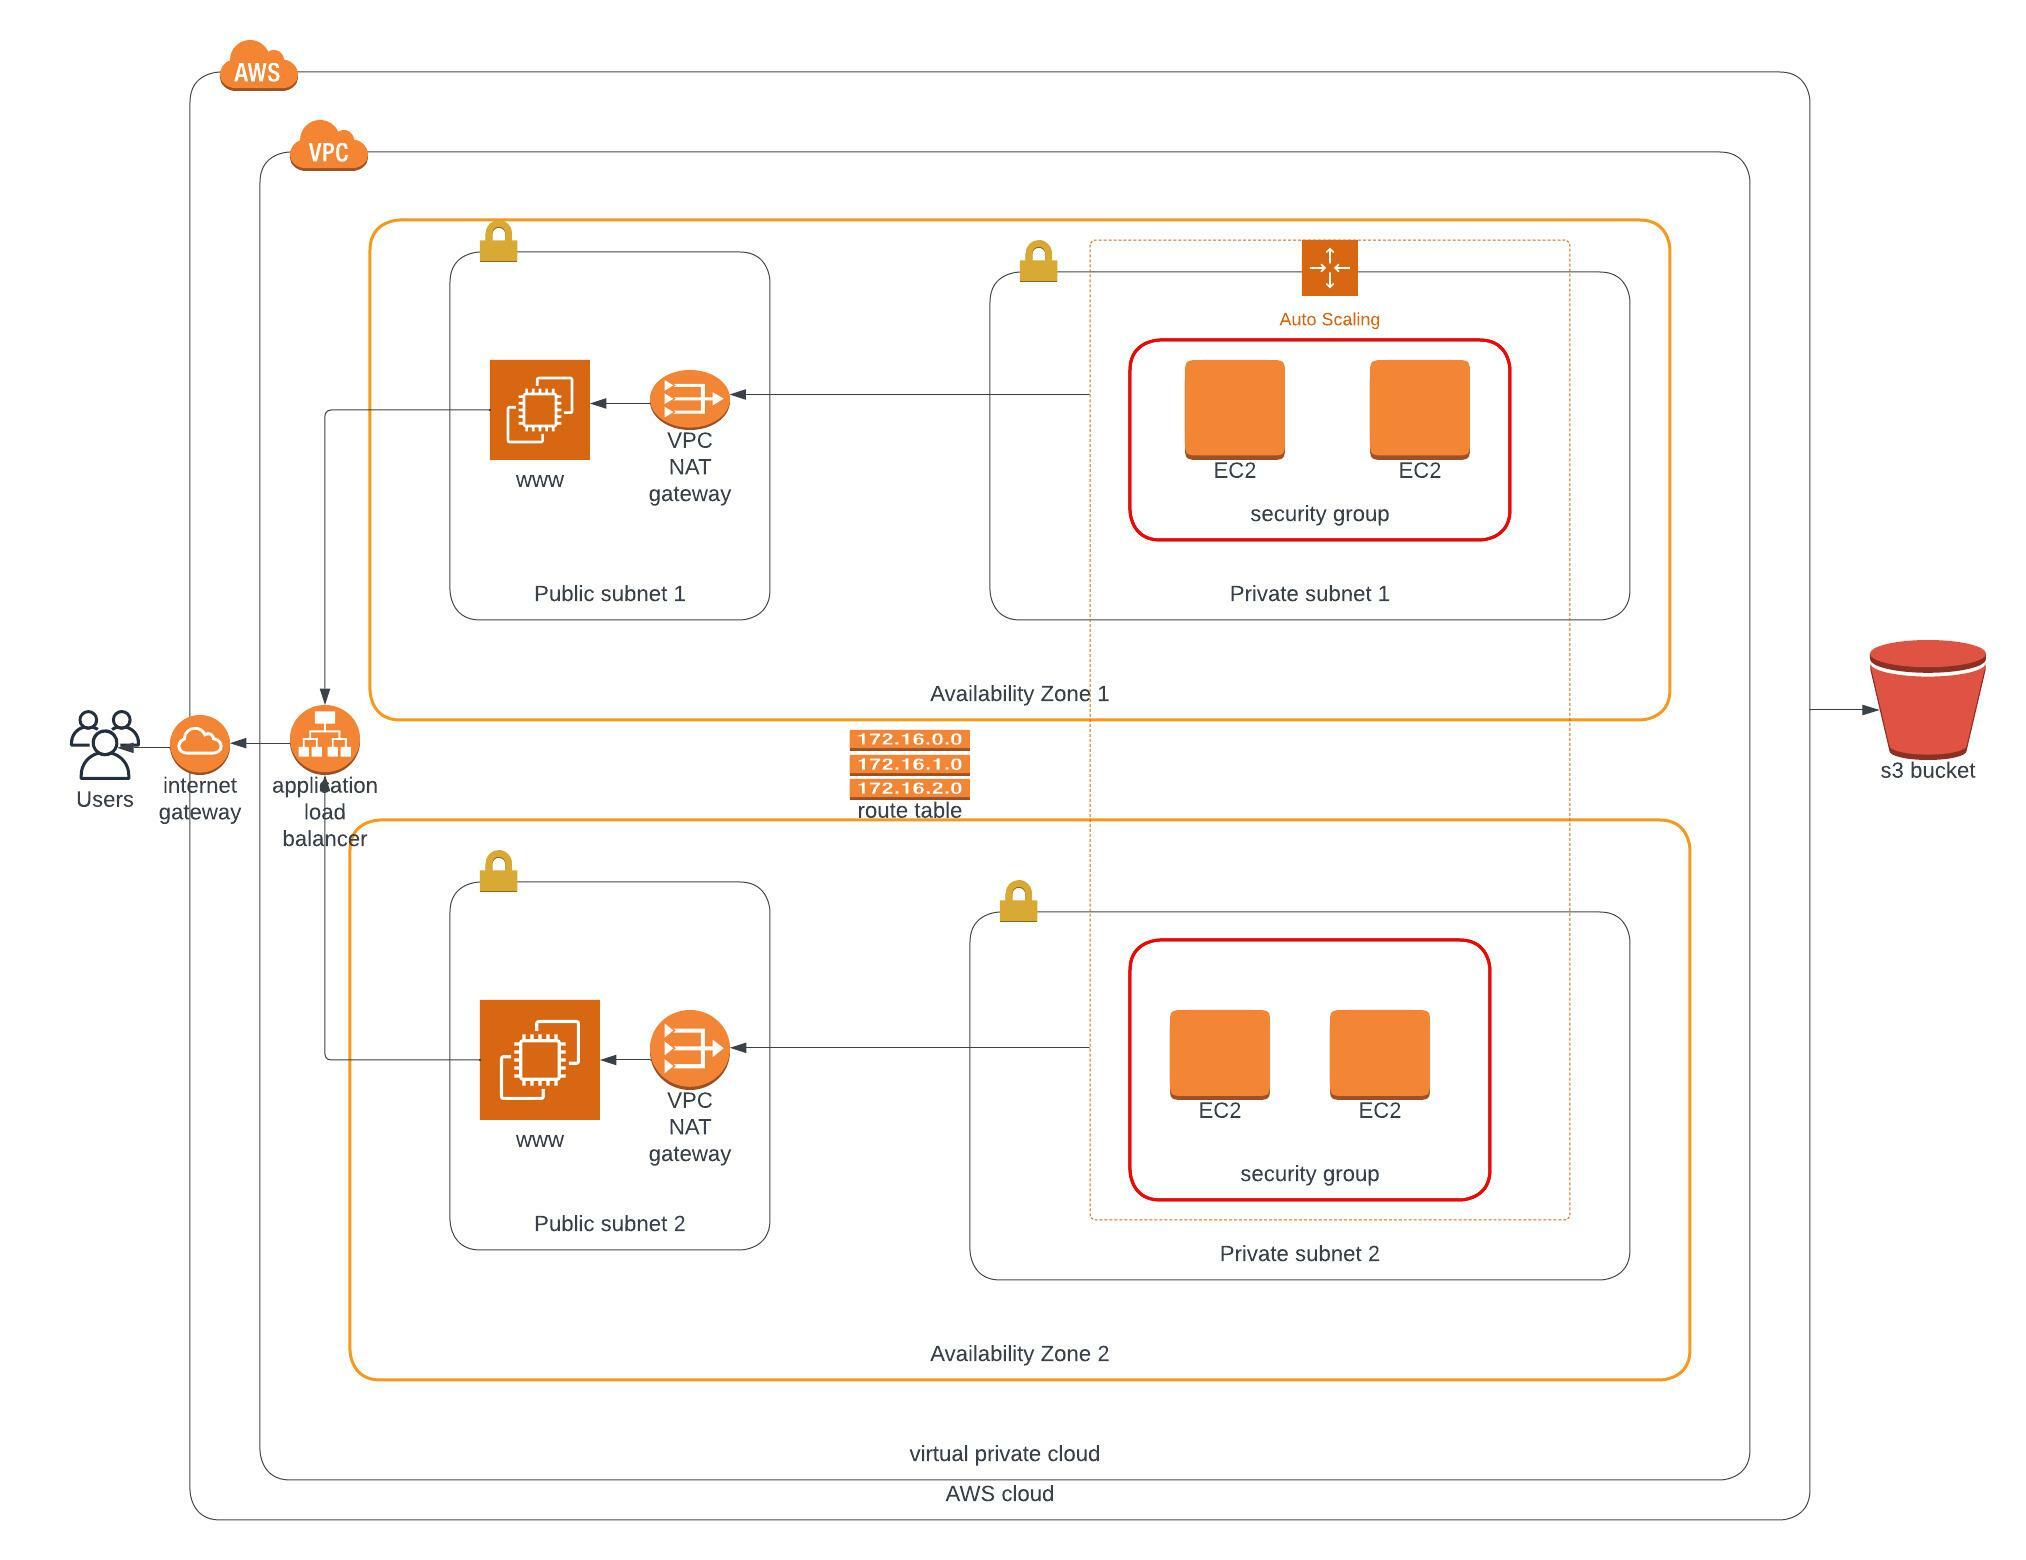 AWS
VPC
Auto Scaling
EC2
EC2
www
VPC
NAT
gateway
security group
Public subnet 1
Private subnet 1
Availability Zone 1
172.16.0.0
172.16.1.0
172.16.2.0
route table
Users
internet
gateway
application
load
balancer
s3 bucket
www
VPC
NAT
gateway
EC2
EC2
security group
Public subnet 2
Private subnet 2
Availability Zone 2
virtual private cloud
AWS cloud